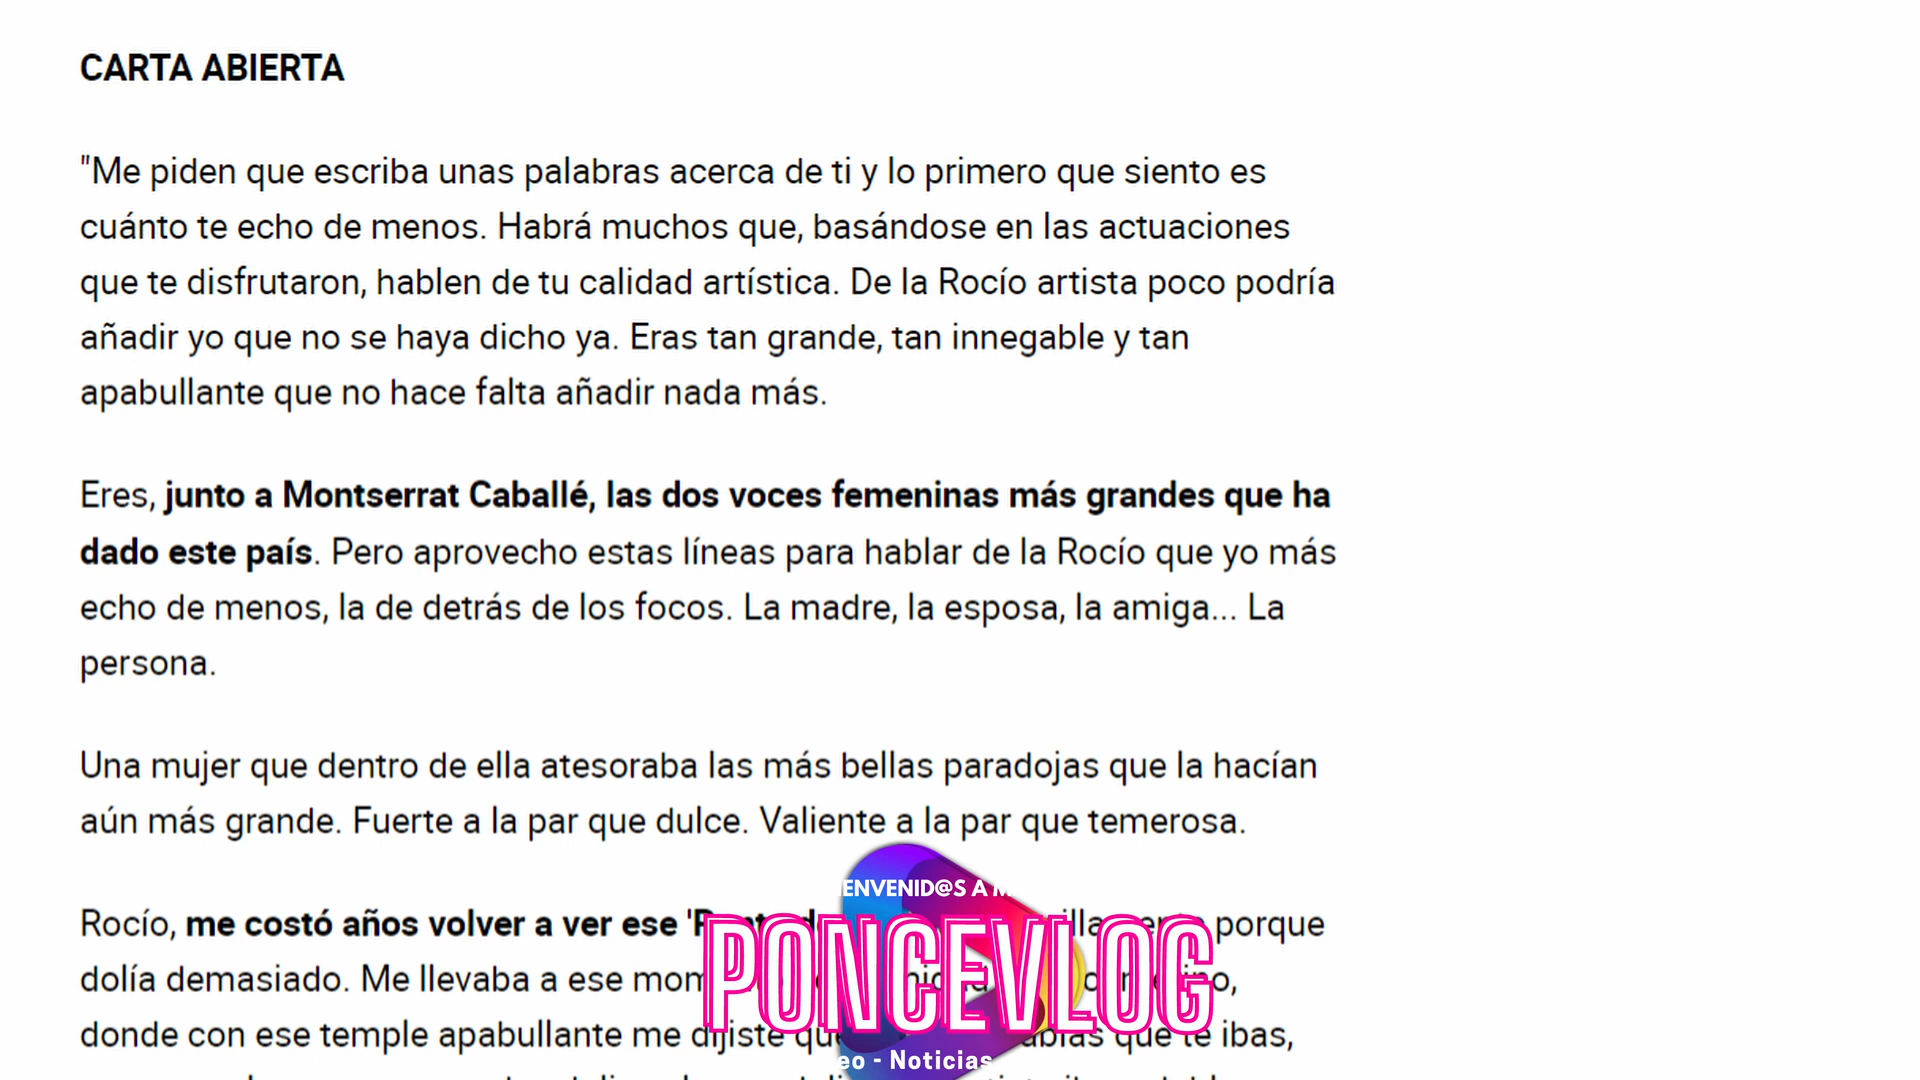 CARTA ABIERTA
"Me piden que escriba unas palabras acerca de ti y lo primero que siento es
cuánto te echo de menos. Habrá muchos que, basándose en las actuaciones
que te disfrutaron, hablen de tu calidad artística. De la Rocío artista poco podría
añadir yo que no se haya dicho ya. Eras tan grande, tan innegable y tan
apabullante que no hace falta añadir nada más.
Eres, junto a Montserrat Caballé, las dos voces femeninas más grandes que ha
dado este país. Pero aprovecho estas líneas para hablar de la Rocío que yo más
echo de menos, la de detrás de los focos. La madre, la esposa, la amiga... La
persona.
Una mujer que dentro de ella atesoraba las más bellas paradojas que la hacían
aún más grande. Fuerte a la par que dulce. Valiente a la par que temerosa.
Rocío, me costó años volver a ver ese porque
dolía demasiado. Me llevaba a ese
donde con ese temple apabullante me dijiste que te ibas,
ENVENID@S A M
PONCEVLOG
eo - Noticias